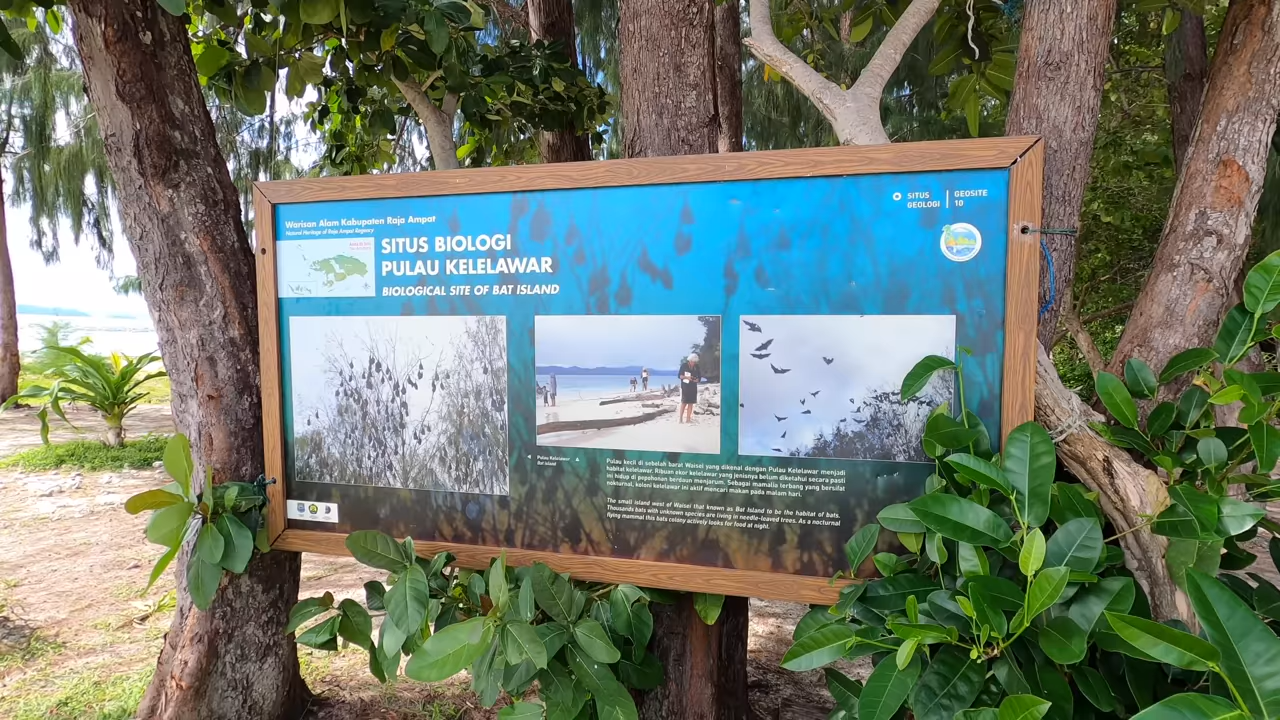 Warisan Alam Kabupaten Raja Ampat
Natural Heritage of Raja Ampat Regency
SITUS BIOLOGI
PULAU KELELAWAR
BIOLOGICAL SITE OF BAT ISLAND
SITUS
GEOLOGI
GEOSITE
10
Pulau Kelelawar
Bat Island
Pulau kecil di sebelah barat Waisei yang dikenal dengan Pulau Kelelawar menjadi
habitat kelelawar. Ribuan ekor kelelawar yang jenisnya belum diketahui secara pasti
ini hidup di pepohonan berdaun menjarum. Sebagai mamalia terbang yang bersifat
nokturnal, koloni kelelawar ini aktif mencari makan pada malam hari.
The small island west of Waisei that known as Bat Island to be the habitat of bats.
Thousands bats with unknown species are living in needle-leaved trees. As a nocturnal
flying mammal this bats colony actively looks for food at night.